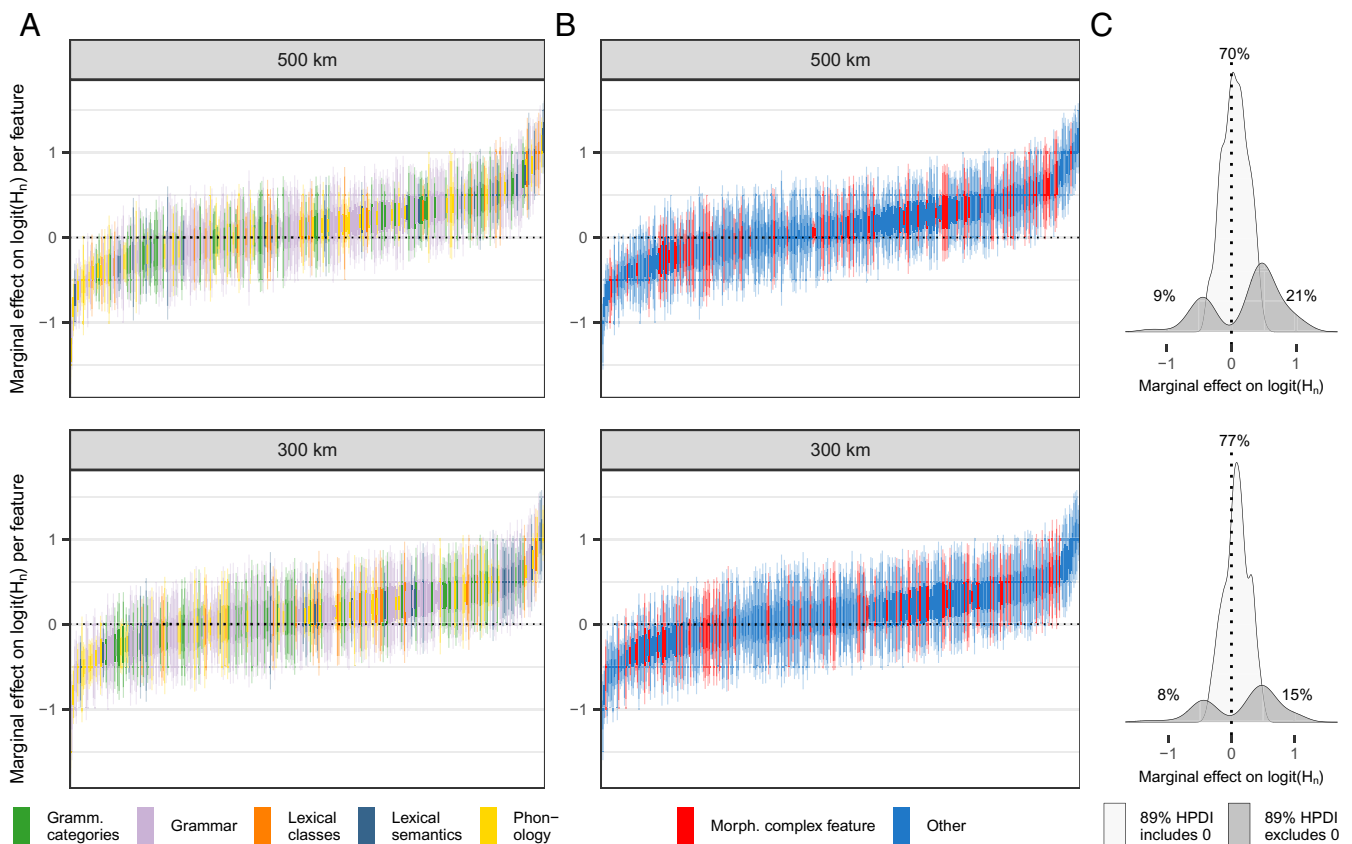 A
B
C
500 km
500 km
70%
Marginal effect on logit(Hn) per feature
1
0
−1
1
0
−1
9%
21%
−1
0
1
Marginal effect on logit(Hn)
300 km
300 km
77%
Marginal effect on logit(Hn) per feature
1
0
−1
1
0
−1
8%
15%
−1
0
1
Marginal effect on logit(Hn)
Gramm.
categories
Grammar
Lexical
classes
Lexical
semantics
Phon−
ology
Morph. complex feature
Other
89% HPDI
includes 0
89% HPDI
excludes 0